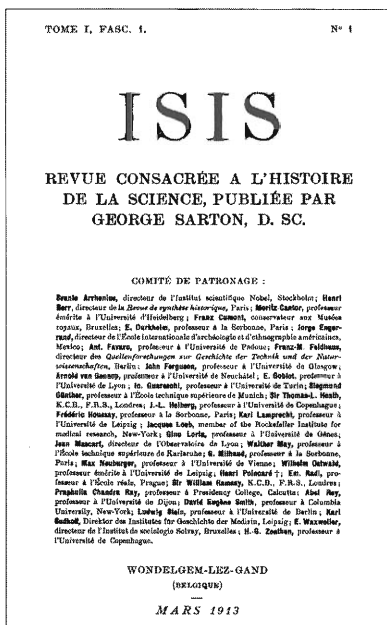 TOME I, FASC. 1. Nº 1
ISIS
REVUE CONSACRÉE A L'HISTOIRE
DE LA SCIENCE, PUBLIÉE PAR
GEORGE SARTON, D. SC.
COMITÉ DE PATRONAGE :
Svante Arrhenius, directeur de l'Institut scientifique Nobel, Stockholm; Henri
Berr, directeur de la Revue de synthèse historique, Paris; Moritz Cantor, professeur
émérite à l'Université d'Heidelberg; Franz Cumont, conservateur aux Musées
royaux, Bruxelles; E. Durkheim, professeur à la Sorbonne, Paris; Jorge Enger-
rand, directeur de l'École internationale d'archéologie et d'ethnographie américaines,
Mexico; Ant. Favaro, professeur à l'Université de Padoue; Franz-M. Feldhaus,
directeur des Quellenforschungen zur Geschichte der Technik und der Natur-
wissenschaften, Berlin; John Ferguson, professeur à l'Université de Glasgow;
Arnold van Gennep, professeur à l'Université de Neuchâtel; E. Goblot, professeur à
l'Université de Lyon; Ic. Guareschi, professeur à l'Université de Turin; Siegmund
Günther, professeur à l'École technique supérieure de Munich; Sir Thomas-L. Heath,
K.C.B., F.R.S., Londres; J.-L. Heiberg, professeur à l'Université de Copenhague;
Frédéric Houssay, professeur à la Sorbonne, Paris; Karl Lamprecht, professeur à
l'Université de Leipzig; Jacques Loeb, member of the Rockefeller Institute for
medical research, New-York; Gino Loria, professeur à l'Université de Gênes;
Jean Mascart, directeur de l'Observatoire de Lyon; Walther May, professeur à
l'École technique supérieure de Karlsruhe; G. Milhaud, professeur à la Sorbonne,
Paris; Max Neuburger, professeur à l'Université de Vienne; Wilhelm Ostwald,
professeur émérite à l'Université de Leipzig; Henri Poincaré †; Em. Radl, pro-
fesseur à l'École réale, Prague; Sir William Ramsay, K.C.B., F.R.S., Londres;
Praphulla Chandra Ray, professeur à Presidency College, Calcutta; Abel Rey,
professeur à l'Université de Dijon; David Eugene Smith, professeur à Columbia
University, New-York; Ludwig Stein, professeur à l'Université de Berlin; Karl
Sudhoff, Direktor des Institutes für Geschichte der Medizin, Leipzig; E. Waxweiler,
directeur de l'Institut de sociologie Solvay, Bruxelles; H.-G. Zeuthen, professeur à
l'Université de Copenhague.
WONDELGEM-LEZ-GAND
(BELGIQUE)
MARS 1913